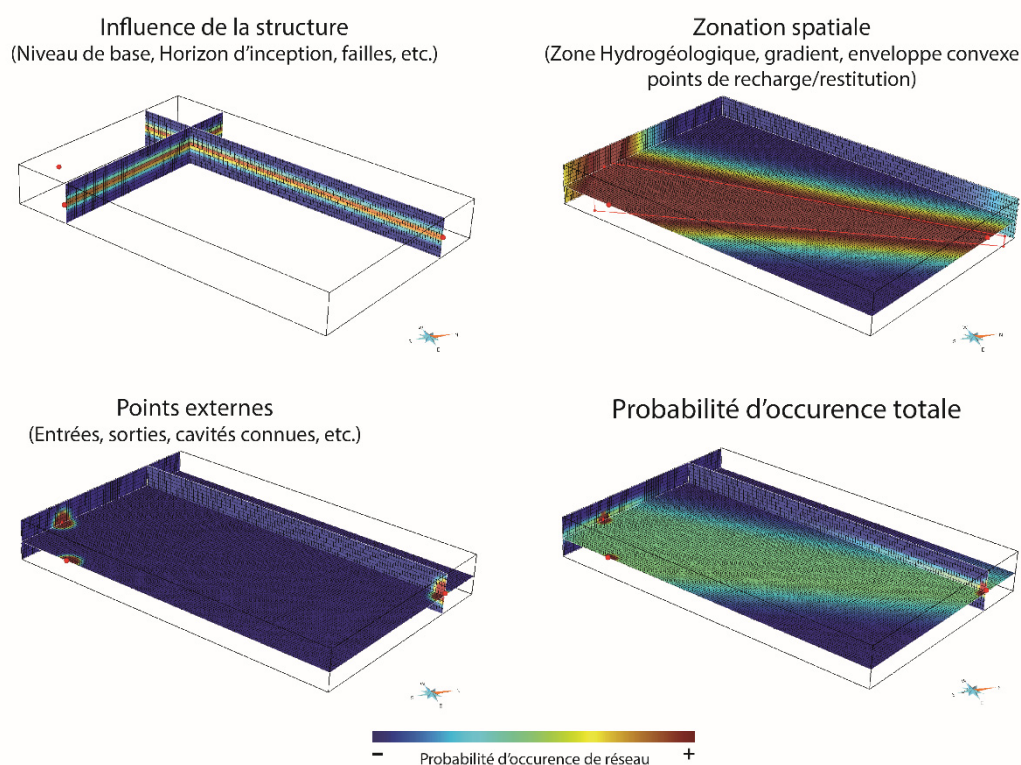 Influence de la structure
(Niveau de base, Horizon d'inception, failles, etc.)
Zonation spatiale
(Zone Hydrogéologique, gradient, enveloppe convexe
points de recharge/restitution)
Points externes
(Entrées, sorties, cavités connues, etc.)
Probabilité d'occurence totale
− +
Probabilité d'occurence de réseau